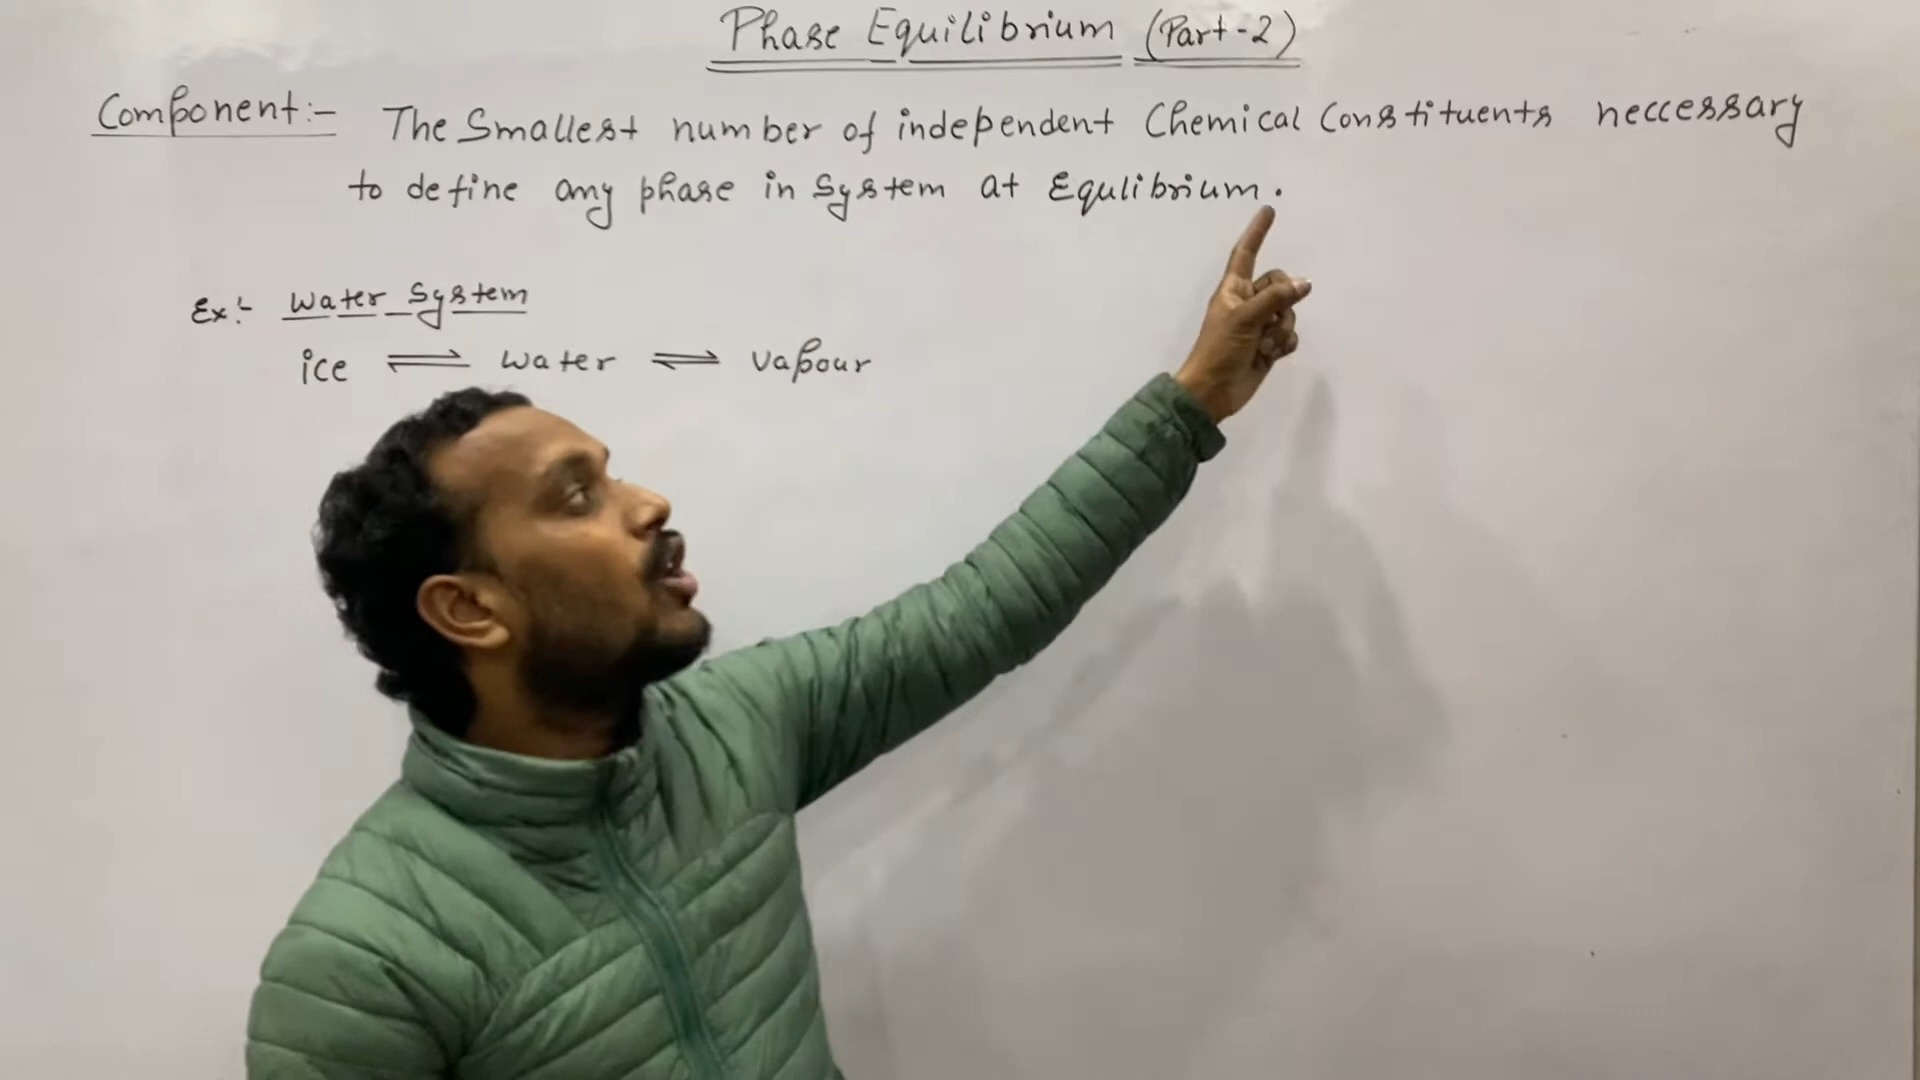 Phase Equilibrium (Part-2)
Component:- The Smallest number of independent Chemical Constituents neccessary
to define any phase in System at Equlibrium.
Ex:- Water System
ice ⇌ water ⇌ vapour